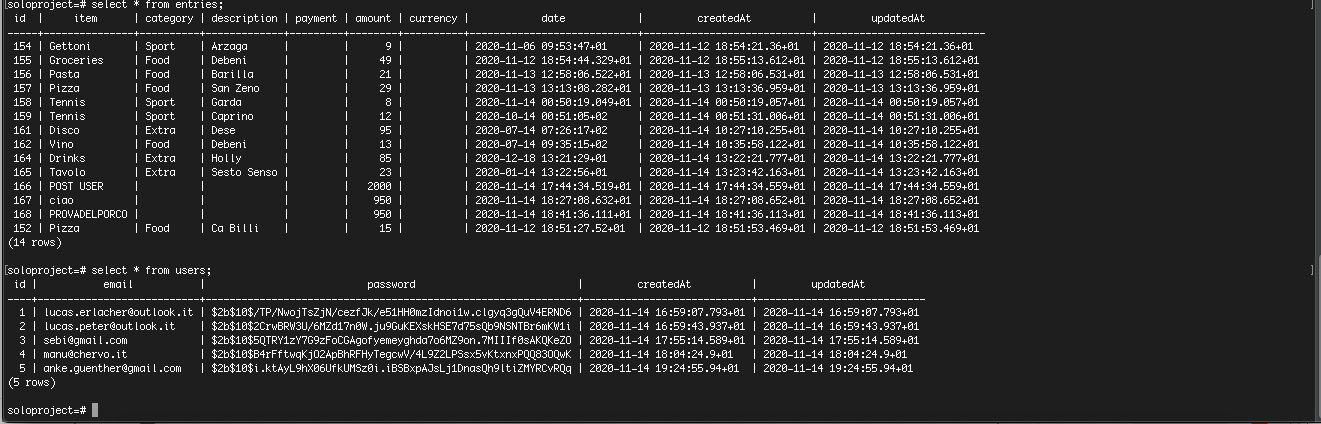 [soloproject=# select * from entries; ]
id | item | category | description | payment | amount | currency | date | createdAt | updatedAt
-----+--------------+----------+-------------+---------+--------+----------+----------------------------+----------------------------+----------------------------
154 | Gettoni | Sport | Arzaga | | 9 | | 2020-11-06 09:53:47+01 | 2020-11-12 18:54:21.36+01 | 2020-11-12 18:54:21.36+01
155 | Groceries | Food | Debeni | | 49 | | 2020-11-12 18:54:44.329+01 | 2020-11-12 18:55:13.612+01 | 2020-11-12 18:55:13.612+01
156 | Pasta | Food | Barilla | | 21 | | 2020-11-13 12:58:06.522+01 | 2020-11-13 12:58:06.531+01 | 2020-11-13 12:58:06.531+01
157 | Pizza | Food | San Zeno | | 29 | | 2020-11-13 13:13:08.282+01 | 2020-11-13 13:13:36.959+01 | 2020-11-13 13:13:36.959+01
158 | Tennis | Sport | Garda | | 8 | | 2020-11-14 00:50:19.049+01 | 2020-11-14 00:50:19.057+01 | 2020-11-14 00:50:19.057+01
159 | Tennis | Sport | Caprino | | 12 | | 2020-10-14 00:51:05+02 | 2020-11-14 00:51:31.006+01 | 2020-11-14 00:51:31.006+01
161 | Disco | Extra | Dese | | 95 | | 2020-07-14 07:26:17+02 | 2020-11-14 10:27:10.255+01 | 2020-11-14 10:27:10.255+01
162 | Vino | Food | Debeni | | 13 | | 2020-07-14 09:35:15+02 | 2020-11-14 10:35:58.122+01 | 2020-11-14 10:35:58.122+01
164 | Drinks | Extra | Holly | | 85 | | 2020-12-18 13:21:29+01 | 2020-11-14 13:22:21.777+01 | 2020-11-14 13:22:21.777+01
165 | Tavolo | Extra | Sesto Senso | | 23 | | 2020-01-14 13:22:56+01 | 2020-11-14 13:23:42.163+01 | 2020-11-14 13:23:42.163+01
166 | POST USER | | | | 2000 | | 2020-11-14 17:44:34.519+01 | 2020-11-14 17:44:34.559+01 | 2020-11-14 17:44:34.559+01
167 | ciao | | | | 950 | | 2020-11-14 18:27:08.632+01 | 2020-11-14 18:27:08.652+01 | 2020-11-14 18:27:08.652+01
168 | PROVADELPORCO | | | | 950 | | 2020-11-14 18:41:36.111+01 | 2020-11-14 18:41:36.113+01 | 2020-11-14 18:41:36.113+01
152 | Pizza | Food | Ca Billi | | 15 | | 2020-11-12 18:51:27.52+01 | 2020-11-12 18:51:53.469+01 | 2020-11-12 18:51:53.469+01
(14 rows)
[soloproject=# select * from users; ]
id | email | password | createdAt | updatedAt
----+---------------------------+--------------------------------------------------------------+----------------------------+----------------------------
1 | lucas.erlacher@outlook.it | $2b$10$/TP/NwojTsZjN/cezfJk/e51HH0mzIdnoi1w.clgyq3gQuV4ERND6 | 2020-11-14 16:59:07.793+01 | 2020-11-14 16:59:07.793+01
2 | lucas.peter@outlook.it | $2b$10$2CrwBRW3U/6MZd17n0W.ju9GuKEXskHSE7d75sQb9NSNTBr6mKW1i | 2020-11-14 16:59:43.937+01 | 2020-11-14 16:59:43.937+01
3 | sebi@gmail.com | $2b$10$5QTRY1zY7G9zFoCGAgofyemeyghda7o6MZ9on.7MIIIf0sAKQKeZO | 2020-11-14 17:55:14.589+01 | 2020-11-14 17:55:14.589+01
4 | manu@chervo.it | $2b$10$B4rFftwqKjO2ApBhRFHyTegcwV/4L9Z2LPSsx5vKtxnxPQQ83OQwK | 2020-11-14 18:04:24.9+01 | 2020-11-14 18:04:24.9+01
5 | anke.guenther@gmail.com | $2b$10$i.ktAyL9hX06UfkUMSz0i.iBSBxpAJsLj1DnasQh9ltiZMYRCvRQq | 2020-11-14 19:24:55.94+01 | 2020-11-14 19:24:55.94+01
(5 rows)
soloproject=#